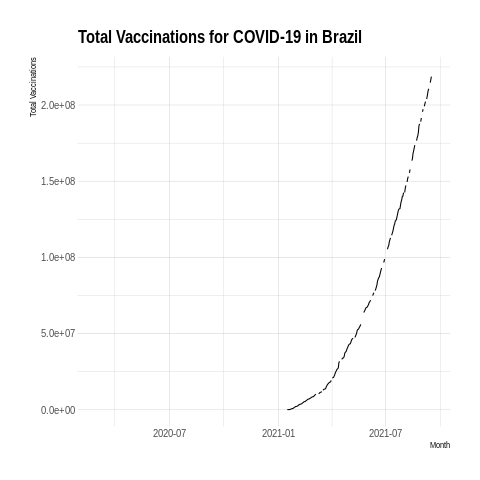 Total Vaccinations for COVID-19 in Brazil
Total Vaccinations
2.0e+08
1.5e+08
1.0e+08
5.0e+07
0.0e+00
2020-07 2021-01 2021-07
Month